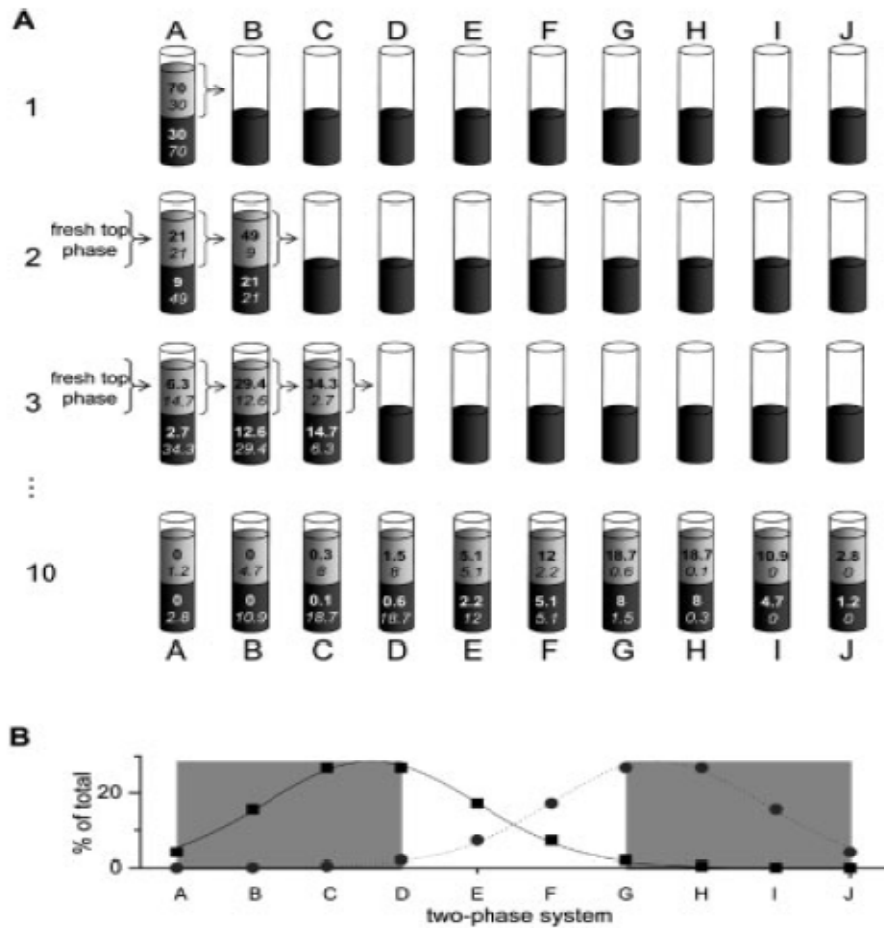 A
A B C D E F G H I J
1
70
30
30
70
fresh top
phase
2
21 49
21 9
9 21
49 21
fresh top
phase
3
6.3 29.4 34.3
14.7 12.6 2.7
2.7 12.6 14.7
34.3 29.4 6.3
...
10
0 0 0.3 1.5 5.1 12 18.7 18.7 10.9 2.8
1.2 4.7 8 8 5.1 2.2 0.6 0.1 0 0
0 0 0.1 0.6 2.2 5.1 8 8 4.7 1.2
2.8 10.9 18.7 18.7 12 5.1 1.5 0.3 0 0
A B C D E F G H I J
B
% of total
20
0
A B C D E F G H I J
two-phase system